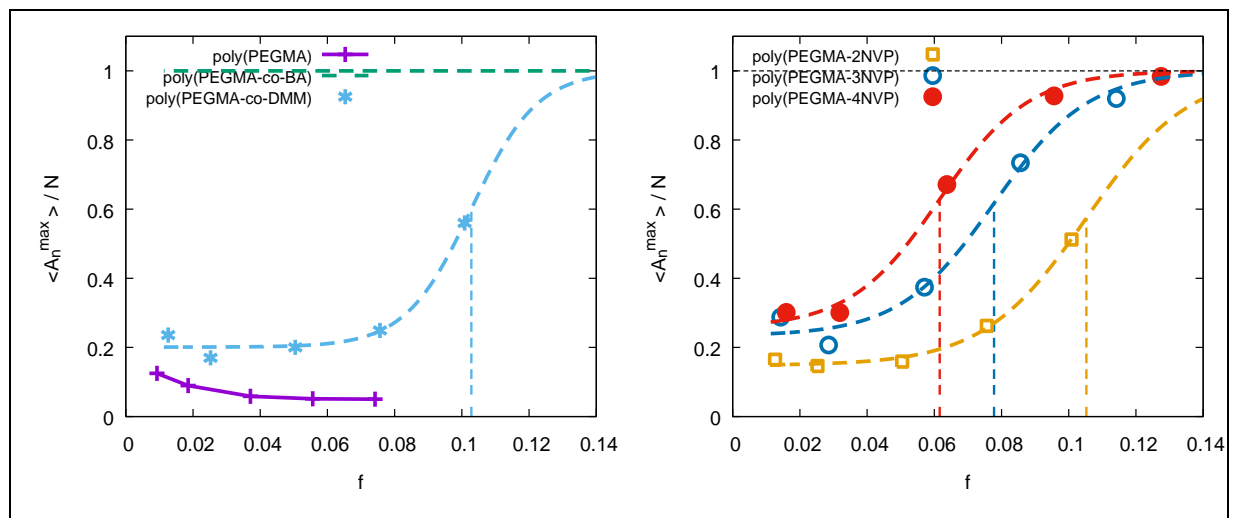 poly(PEGMA)
poly(PEGMA-co-BA)
poly(PEGMA-co-DMM)
1
0.8
0.6
0.4
0.2
0
<A_n^max> / N
0 0.02 0.04 0.06 0.08 0.1 0.12 0.14
f
poly(PEGMA-2NVP)
poly(PEGMA-3NVP)
poly(PEGMA-4NVP)
1
0.8
0.6
0.4
0.2
0
<A_n^max> / N
0 0.02 0.04 0.06 0.08 0.1 0.12 0.14
f